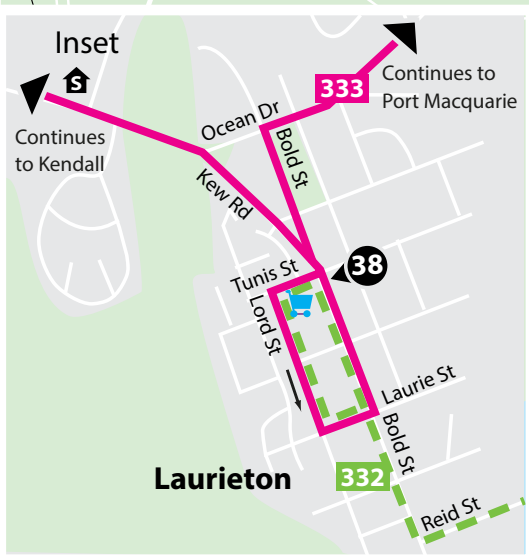 Inset
S
333
Continues to
Port Macquarie
Continues
to Kendall
Ocean Dr
Bold St
Kew Rd
Tunis St
38
Lord St
Laurie St
Bold St
Laurieton
332
Reid St